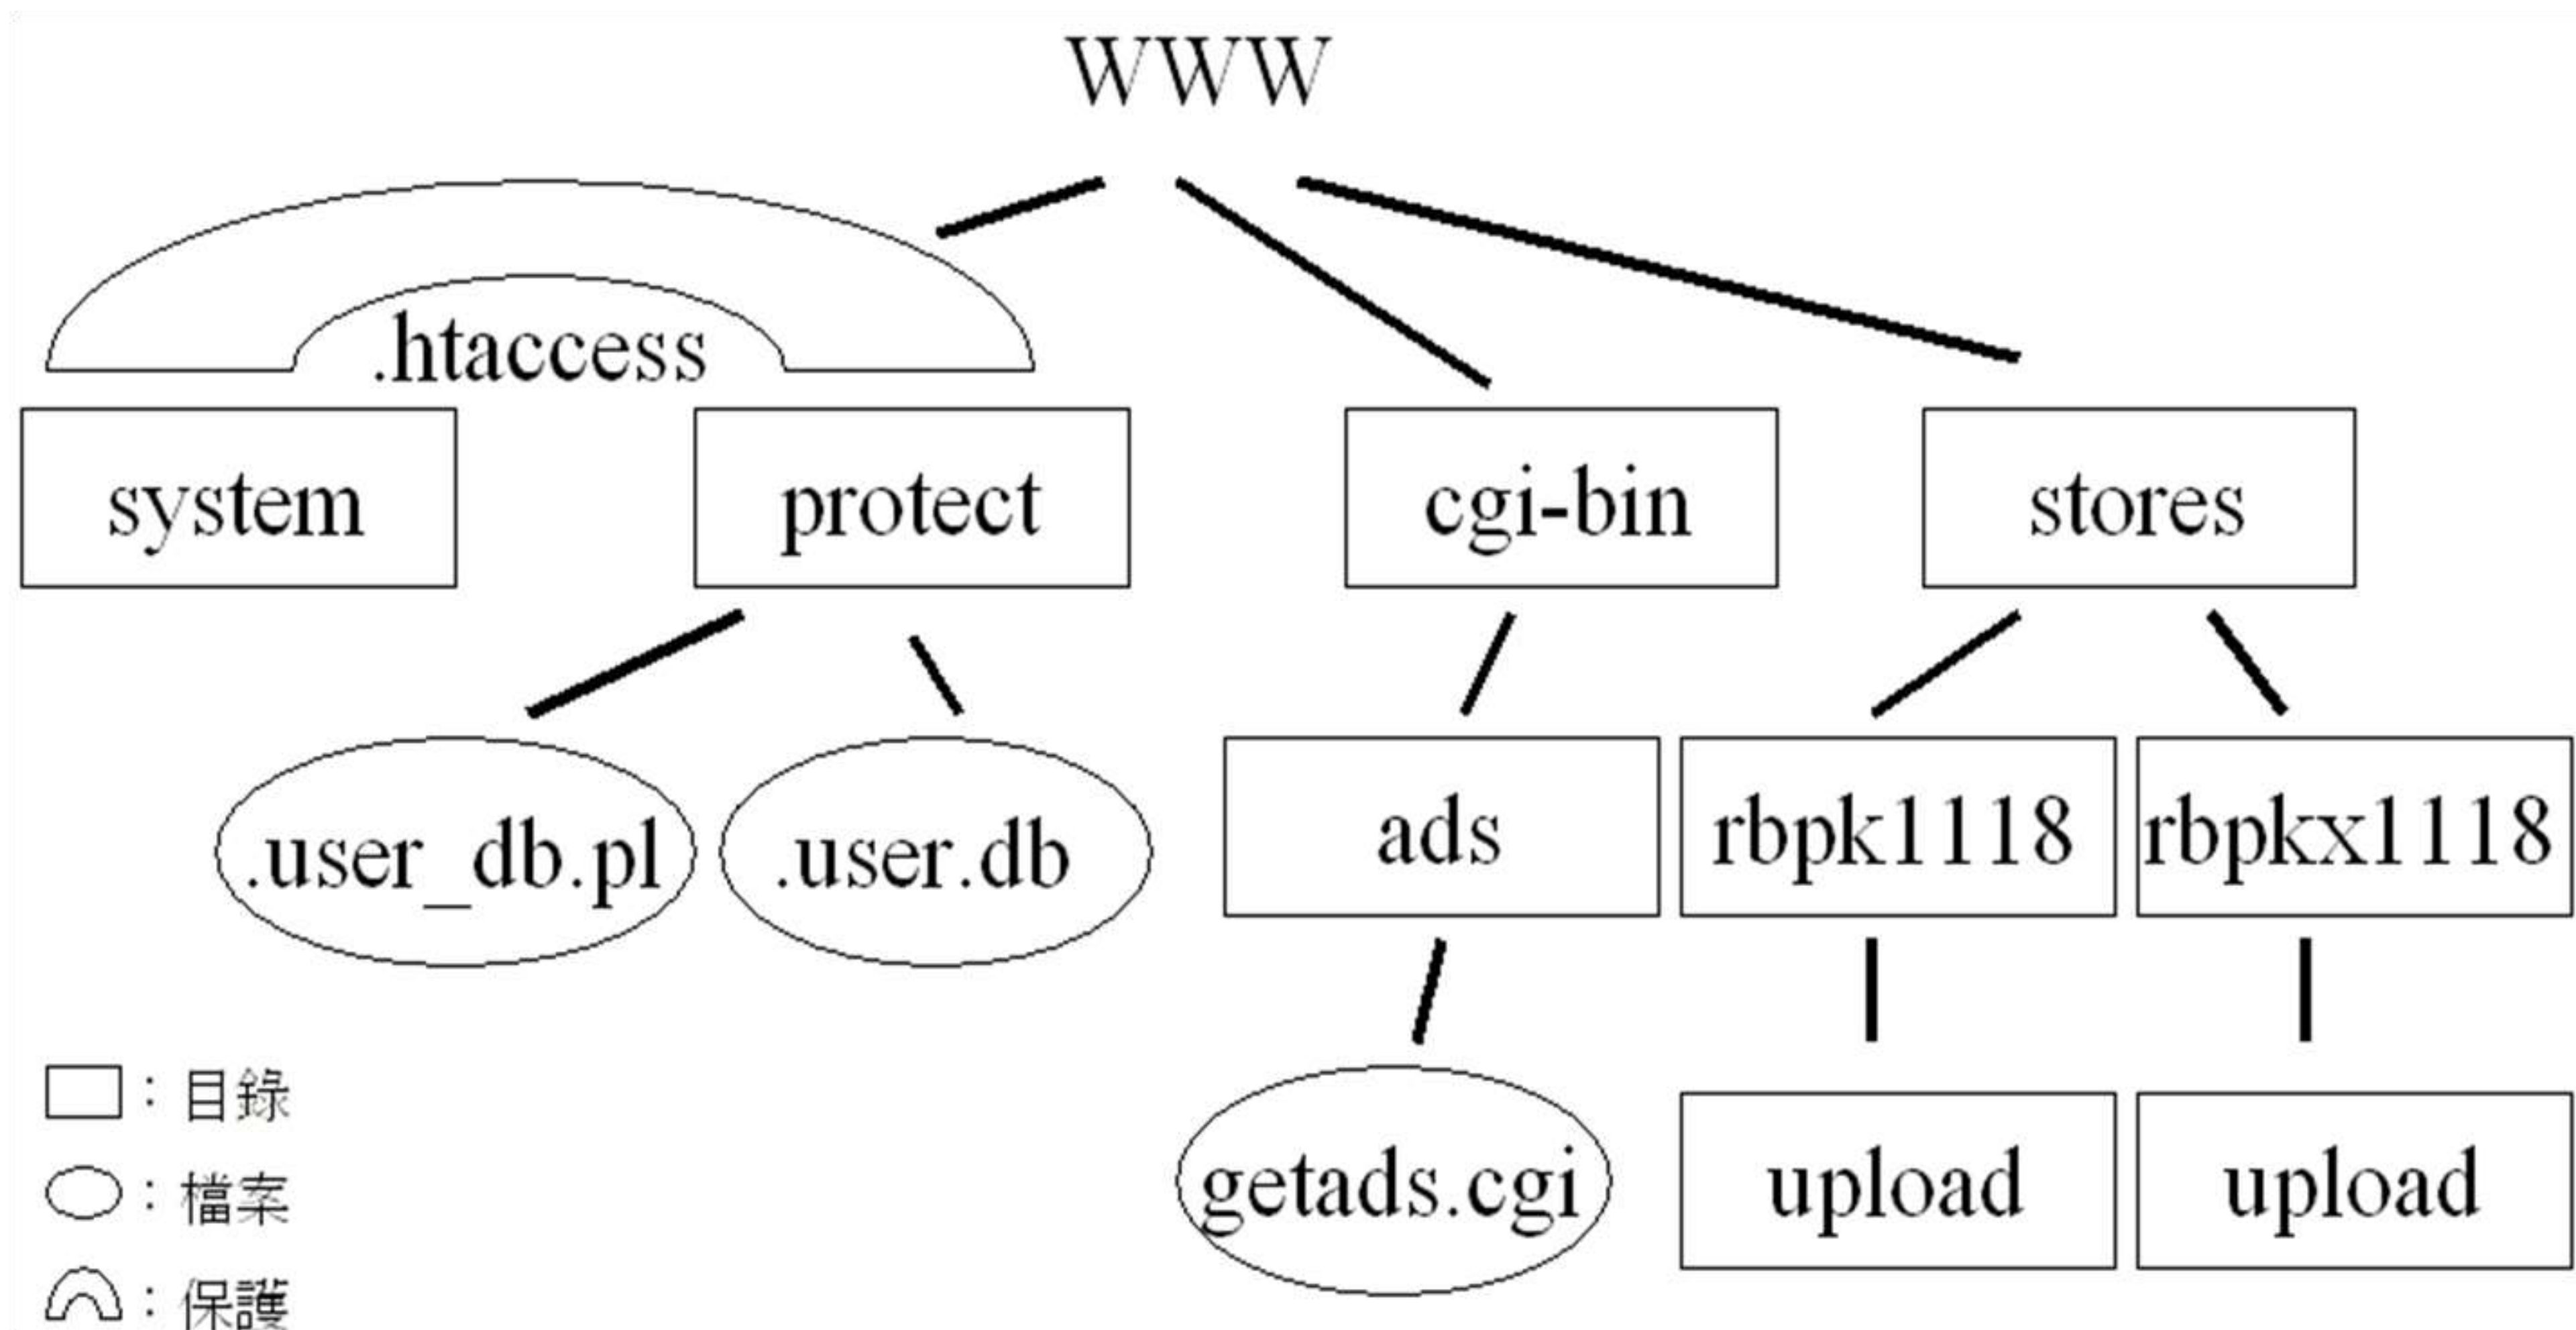 WWW
.htaccess
system
protect
cgi-bin
stores
.user_db.pl
.user.db
ads
rbpk1118
rbpkx1118
getads.cgi
upload
upload
：目錄
：檔案
：保護